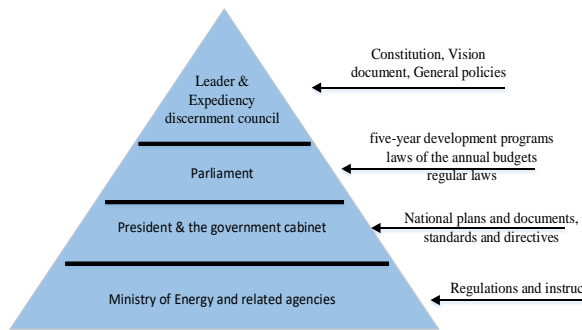 Constitution, Vision
document, General policies
Leader &
Expediency
discernment council
five-year development programs
laws of the annual budgets
regular laws
Parliament
National plans and documents,
standards and directives
President & the government cabinet
Regulations and
Ministry of Energy and related agencies